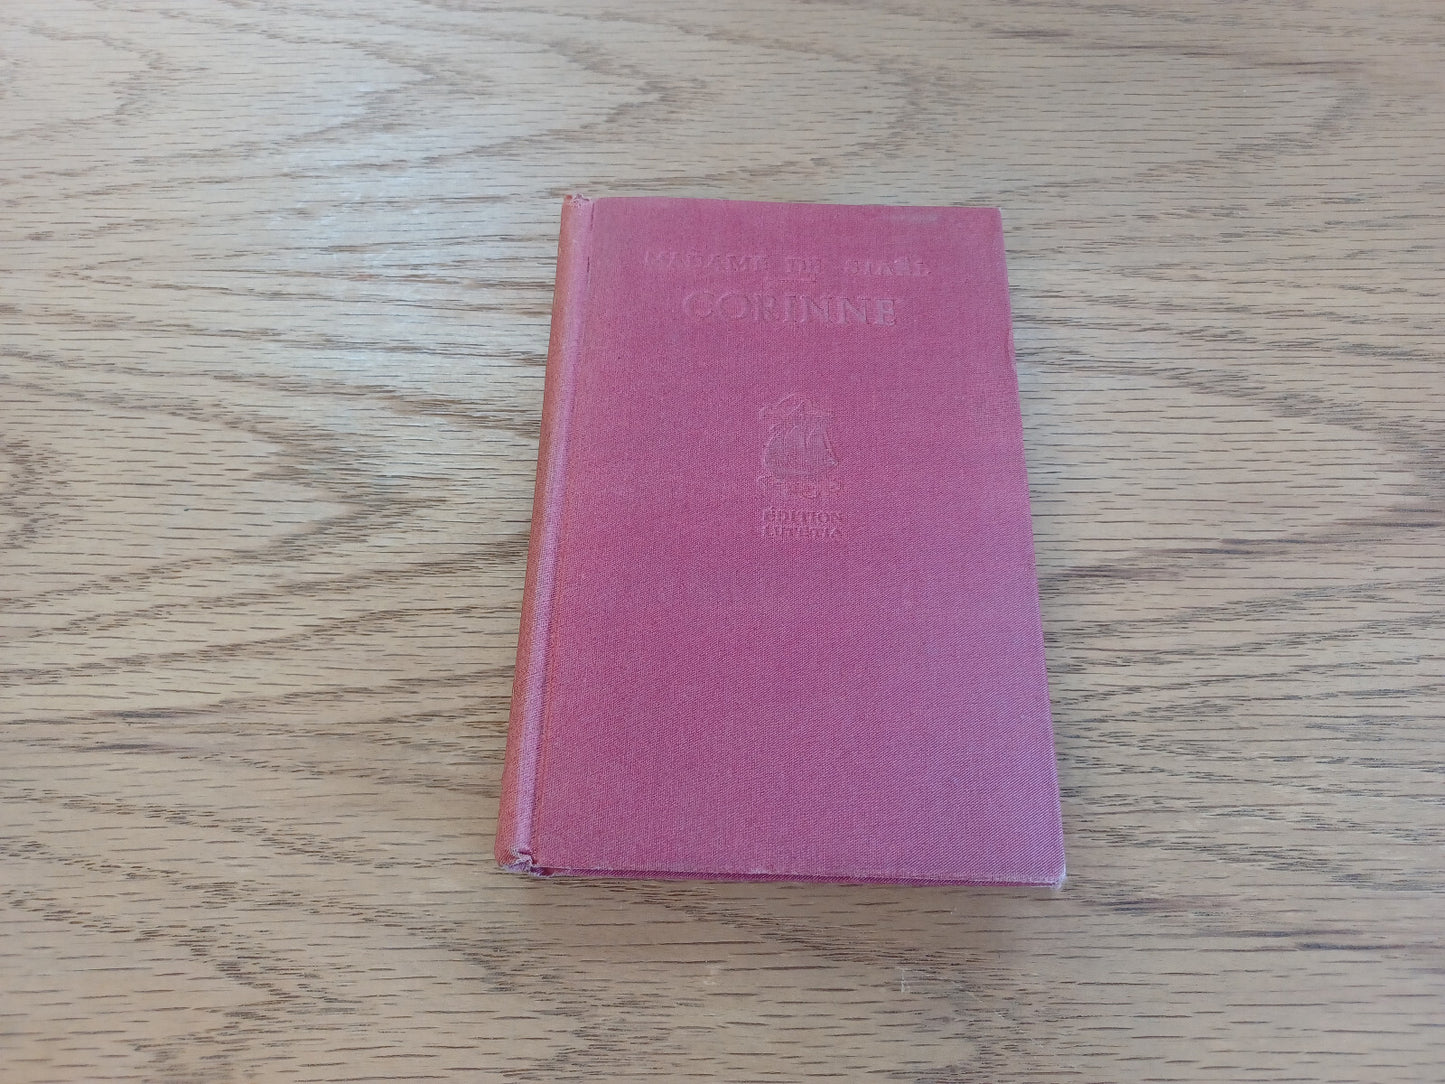 MADAME DE STAËL
CORINNE
ÉDITION
LUTETIA